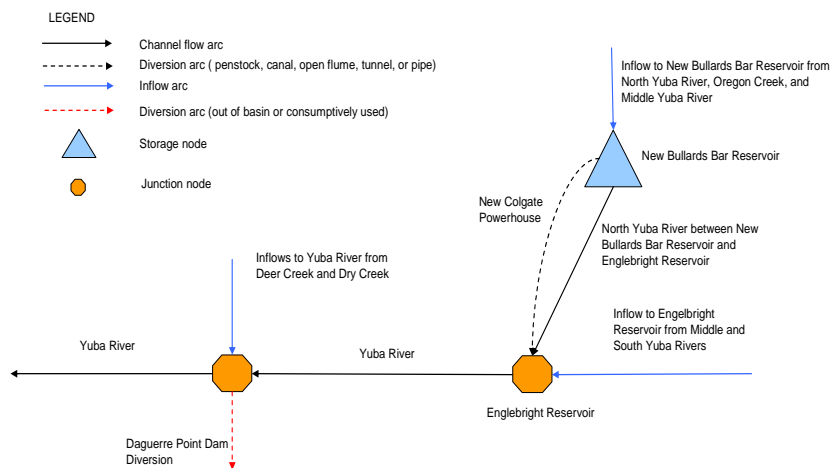 LEGEND
Channel flow arc
Diversion arc ( penstock, canal, open flume, tunnel, or pipe)
Inflow arc
Diversion arc (out of basin or consumptively used)
Storage node
Junction node
Inflow to New Bullards Bar Reservoir from
North Yuba River, Oregon Creek, and
Middle Yuba River
New Bullards Bar Reservoir
New Colgate
Powerhouse
North Yuba River between New
Bullards Bar Reservoir and
Englebright Reservoir
Inflows to Yuba River from
Deer Creek and Dry Creek
Inflow to Engelbright
Reservoir from Middle and
South Yuba Rivers
Yuba River
Yuba River
Englebright Reservoir
Daguerre Point Dam
Diversion